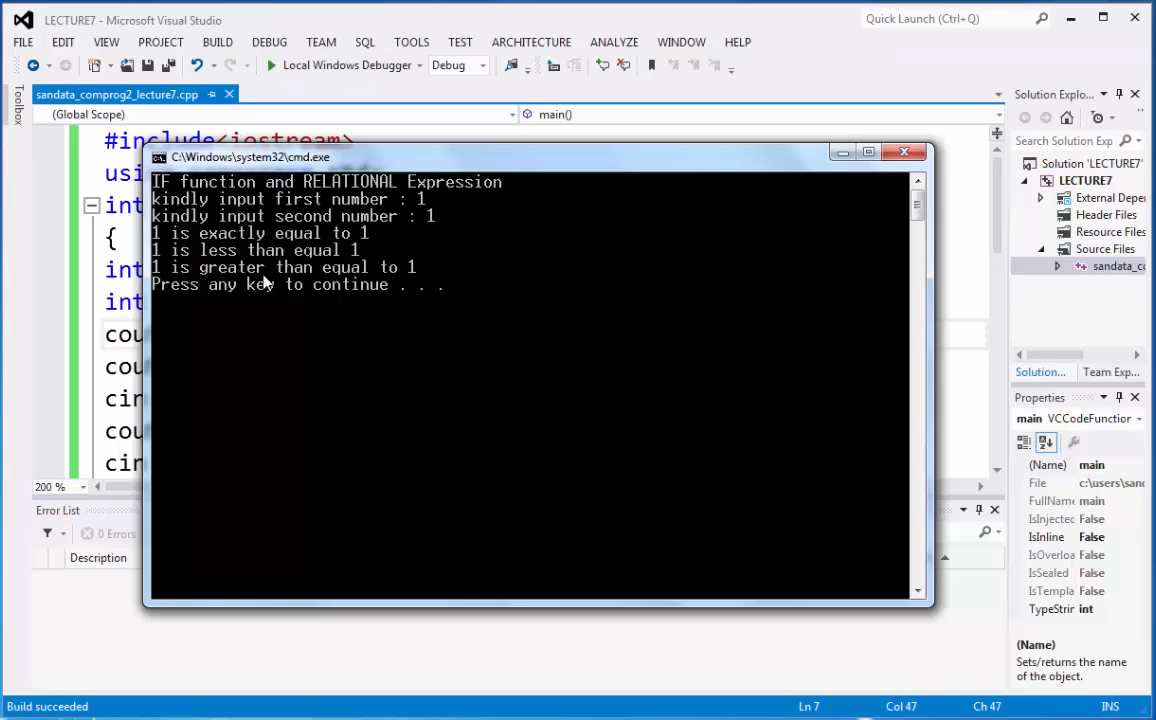 LECTURE7 - Microsoft Visual Studio
Quick Launch (Ctrl+Q)
FILE EDIT VIEW PROJECT BUILD DEBUG TEAM SQL TOOLS TEST ARCHITECTURE ANALYZE WINDOW HELP
Local Windows Debugger Debug
Toolbox
sandata_comprog2_lecture7.cpp
(Global Scope) main()
#include<iostream>
int
{
int
int
cou
cou
cin
cou
cin
C:\Windows\system32\cmd.exe
IF function and RELATIONAL Expression
kindly input first number : 1
kindly input second number : 1
1 is exactly equal to 1
1 is less than equal 1
1 is greater than equal to 1
Press any key to continue . . .
200 %
Error List
0 Errors
Description
Solution Explo...
Search Solution Exp
Solution 'LECTURE7'
LECTURE7
External Depe
Header Files
Resource Files
Source Files
sandata_co
Solution... Team Exp...
Properties
main VCCodeFunction
(Name) main
File c:\users\sand
FullName main
IsInjected False
IsInline False
IsOverloa False
IsSealed False
IsTempla False
TypeStrin int
(Name)
Sets/returns the name
of the object.
Build succeeded Ln 7 Col 47 Ch 47 INS